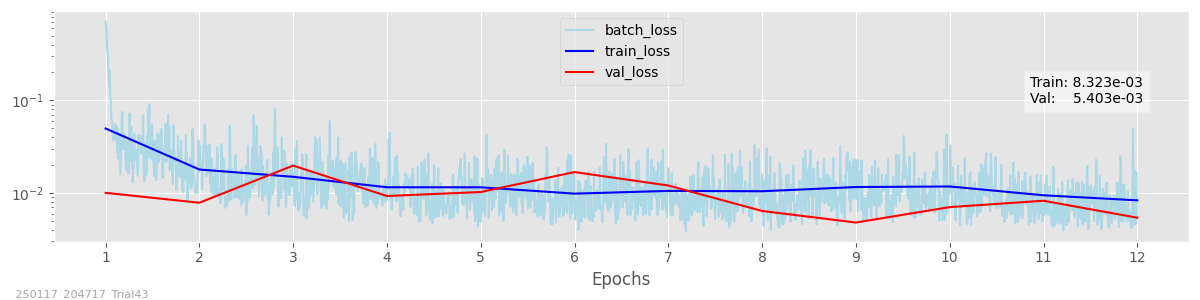 batch_loss
train_loss
val_loss
Train: 8.323e-03
Val: 5.403e-03
10⁻¹
10⁻²
1 2 3 4 5 6 7 8 9 10 11 12
Epochs
250117_204717_Trial43